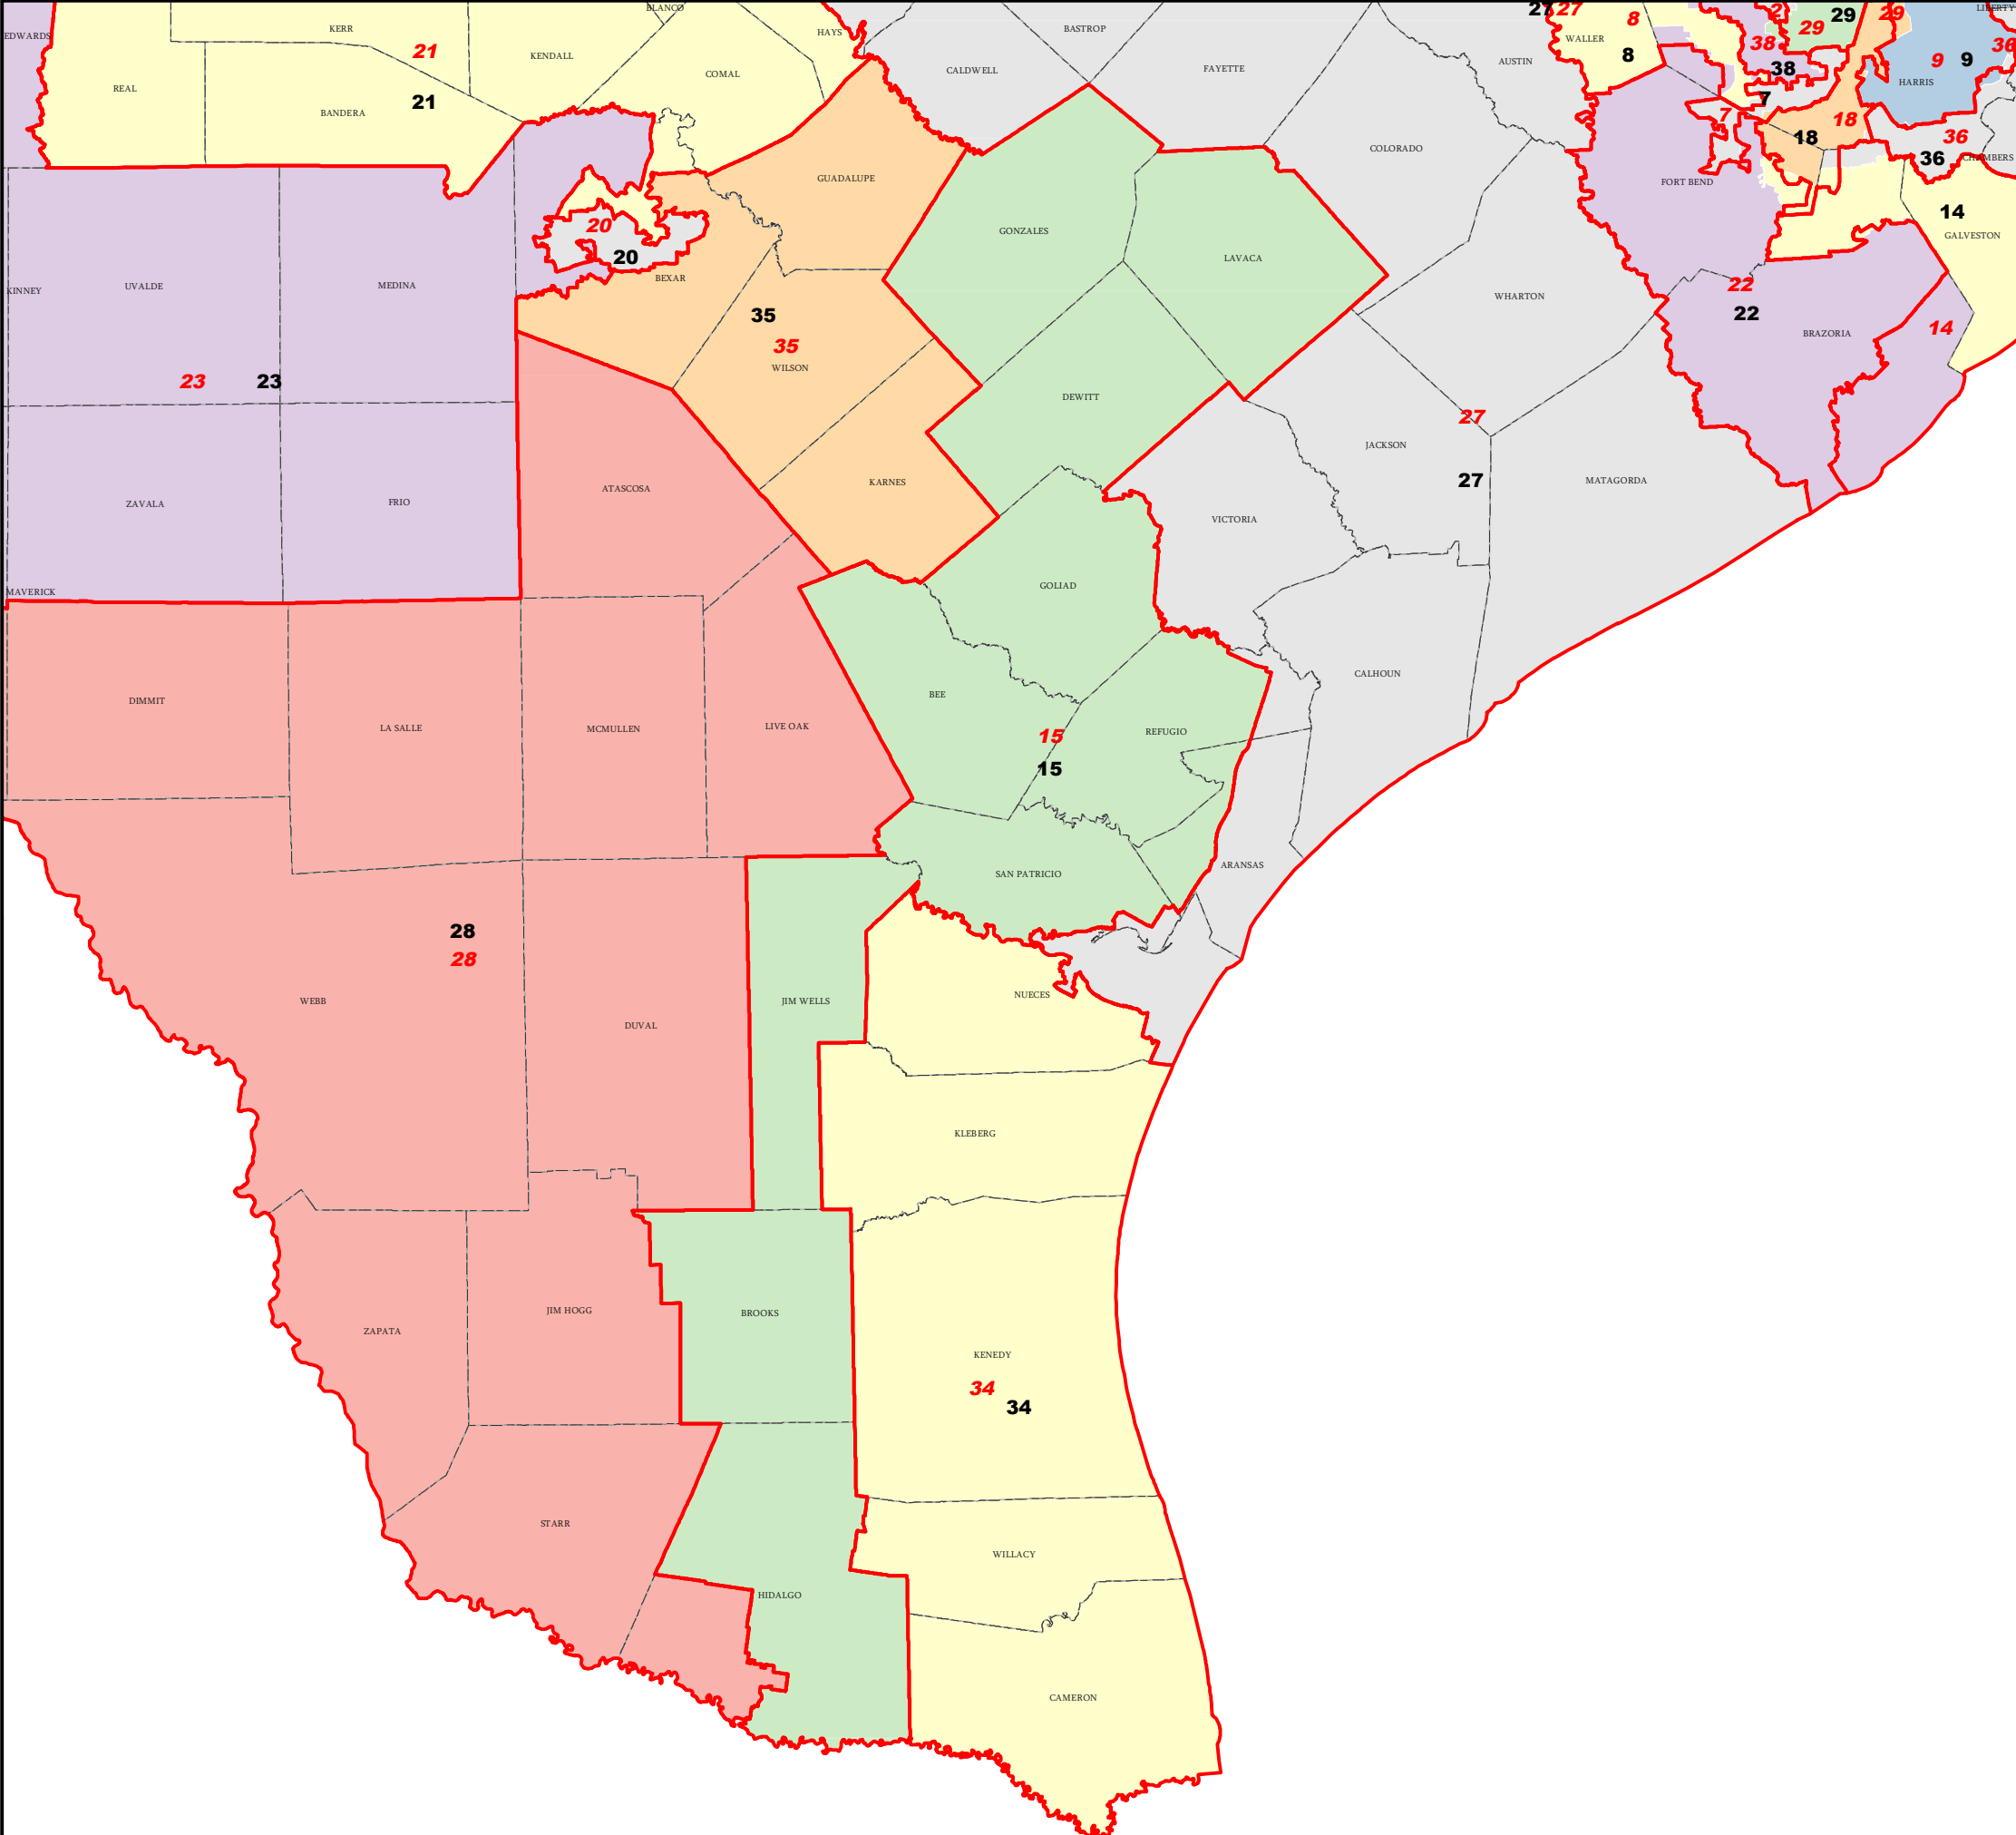 BLANCO
27
27
2
29
29
LIBERTY
8
EDWARDS
KERR
HAYS
BASTROP
29
WALLER
38
36
21
KENDALL
8
9
9
AUSTIN
CALDWELL
FAYETTE
38
COMAL
HARRIS
REAL
21
7
BANDERA
7
18
18
36
COLORADO
36
CHAMBERS
GUADALUPE
FORT BEND
14
20
GONZALES
GALVESTON
20
LAVACA
BEXAR
KINNEY
UVALDE
MEDINA
22
WHARTON
35
22
14
BRAZORIA
35
WILSON
23
23
DEWITT
27
JACKSON
27
KARNES
MATAGORDA
ATASCOSA
ZAVALA
FRIO
VICTORIA
GOLIAD
MAVERICK
CALHOUN
BEE
DIMMIT
LIVE OAK
LA SALLE
MCMULLEN
REFUGIO
15
15
ARANSAS
SAN PATRICIO
28
28
NUECES
WEBB
JIM WELLS
DUVAL
KLEBERG
JIM HOGG
BROOKS
ZAPATA
KENEDY
34
34
STARR
WILLACY
HIDALGO
CAMERON